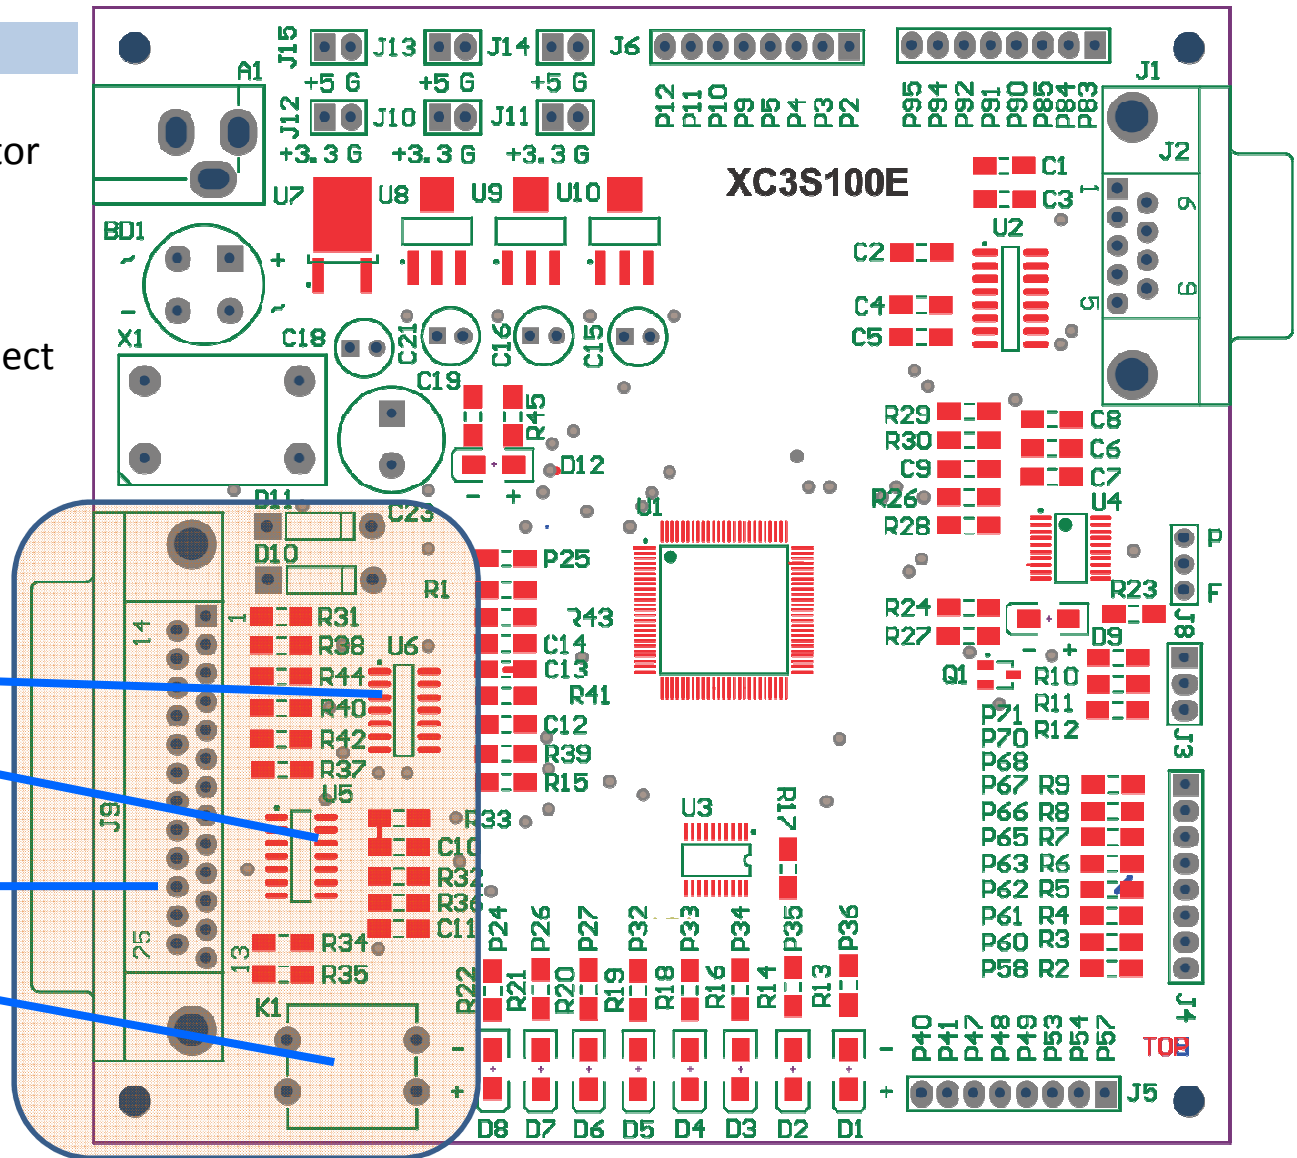 tor
ect
J15 J13 J14 J6 J1
+5 G +5 G +5 G
A1
J12 J10 J11
+3.3 G +3.3 G +3.3 G
P12 P11 P10 P9 P5 P4 P3 P2
P95 P94 P92 P91 P90 P85 P84 P83
J2
XC3S100E
C1
C3
1 6
5 9
U7 U8 U9 U10
U2
BD1
~ +
- ~
C2
C4
C5
X1
C18 C21 C16 C15
C19
R45
D12
- +
R29 C8
R30 C6
C9 C7
R26 U4
R28
D11 C23
U1
D10
P25
R1
P
F
R23
J8
R31
R38
R44
R40
R42
R37
14 1
U6
R43
C14
C13
R41
C12
R39
R15
R24
R27
D9
- +
Q1
R10
R11
R12
J3
P71
P70
P68
P67 R9
P66 R8
P65 R7
P63 R6
P62 R5
P61 R4
P60 R3
P58 R2
J4
U5
J9
R33
C10
R32
R36
C11
U3
R17
25 13
R34
R35
K1
P24 P26 P27 P32 P33 P34 P35 P36
R22 R21 R20 R19 R18 R16 R14 R13
- -
+ +
D8 D7 D6 D5 D4 D3 D2 D1
P40 P41 P47 P48 P49 P53 P54 P57
J5